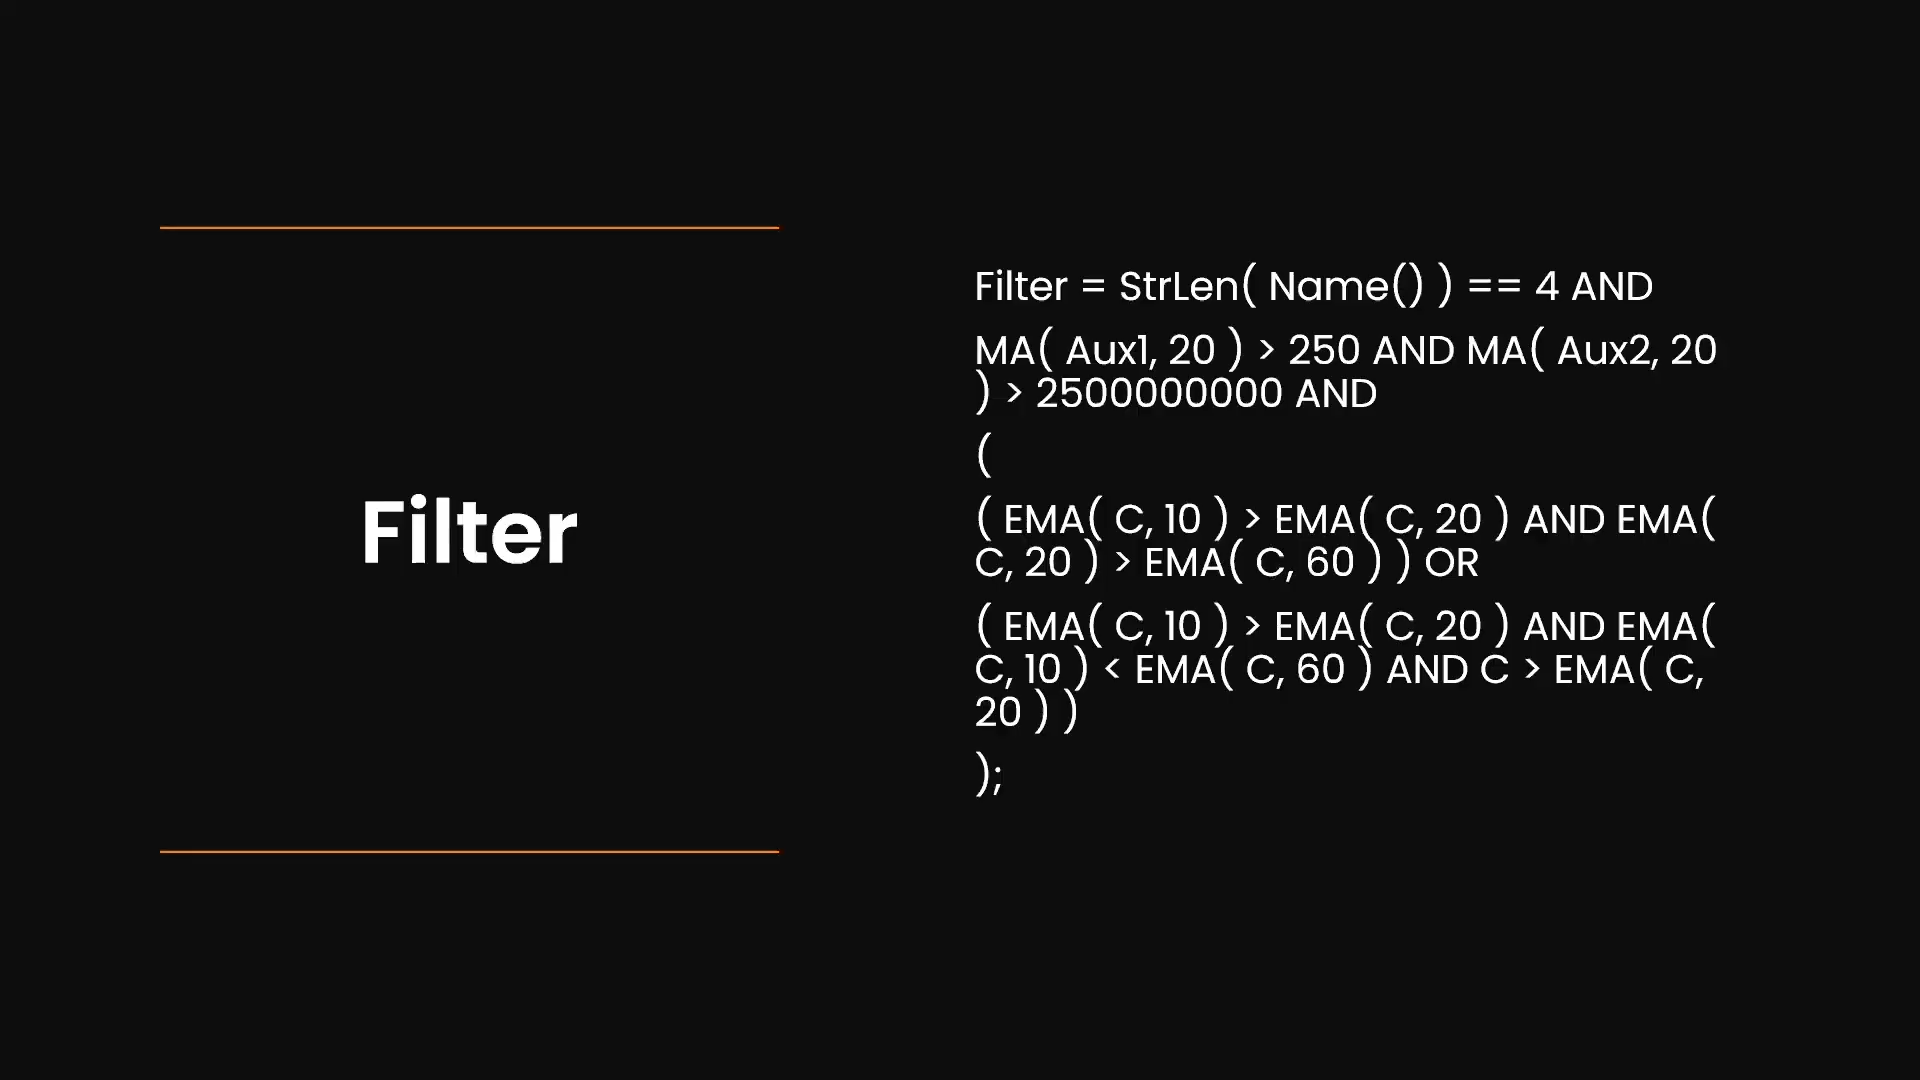 Filter
Filter = StrLen( Name() ) == 4 AND
MA( Aux1, 20 ) > 250 AND MA( Aux2, 20
) > 2500000000 AND
(
( EMA( C, 10 ) > EMA( C, 20 ) AND EMA(
C, 20 ) > EMA( C, 60 ) ) OR
( EMA( C, 10 ) > EMA( C, 20 ) AND EMA(
C, 10 ) < EMA( C, 60 ) AND C > EMA( C,
20 ) )
);